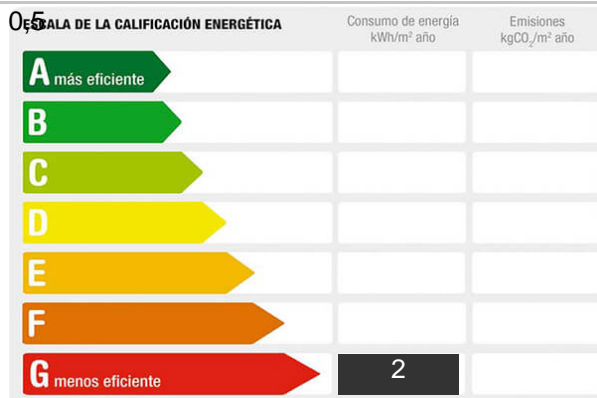 0,5
ESCALA DE LA CALIFICACIÓN ENERGÉTICA
Consumo de energía
kWh/m² año
Emisiones
kgCO₂/m² año
A más eficiente
B
C
D
E
F
G menos eficiente
2